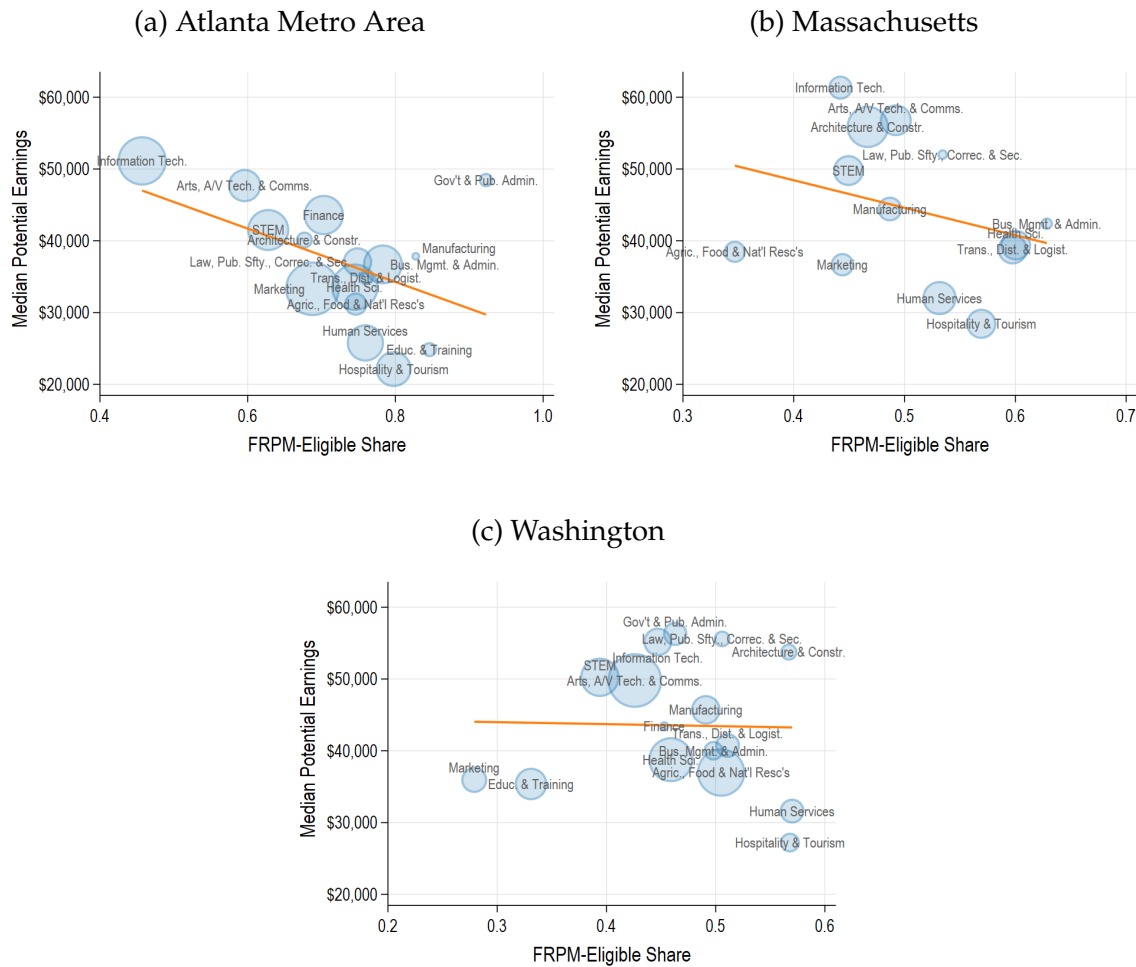 (a) Atlanta Metro Area
$60,000
$50,000
$40,000
$30,000
$20,000
Median Potential Earnings
Information Tech.
Arts, A/V Tech. & Comms.
Gov't & Pub. Admin.
Finance
STEM
Architecture & Constr.
Manufacturing
Law, Pub. Sfty., Correc. & Sec.
Bus. Mgmt. & Admin.
Trans., Dist. & Logist.
Marketing
Health Sci.
Agric., Food & Nat'l Resc's
Human Services
Educ. & Training
Hospitality & Tourism
0.4 0.6 0.8 1.0
FRPM-Eligible Share
(b) Massachusetts
$60,000
$50,000
$40,000
$30,000
$20,000
Median Potential Earnings
Information Tech.
Arts, A/V Tech. & Comms.
Architecture & Constr.
Law, Pub. Sfty., Correc. & Sec.
STEM
Manufacturing
Bus. Mgmt. & Admin.
Health Sci.
Trans., Dist. & Logist.
Agric., Food & Nat'l Resc's
Marketing
Human Services
Hospitality & Tourism
0.3 0.4 0.5 0.6 0.7
FRPM-Eligible Share
(c) Washington
$60,000
$50,000
$40,000
$30,000
$20,000
Median Potential Earnings
Gov't & Pub. Admin.
Law, Pub. Sfty., Correc. & Sec.
Architecture & Constr.
Information Tech.
STEM
Arts, A/V Tech. & Comms.
Manufacturing
Finance
Trans., Dist. & Logist.
Bus. Mgmt. & Admin.
Health Sci.
Agric., Food & Nat'l Resc's
Marketing
Educ. & Training
Human Services
Hospitality & Tourism
0.2 0.3 0.4 0.5 0.6
FRPM-Eligible Share